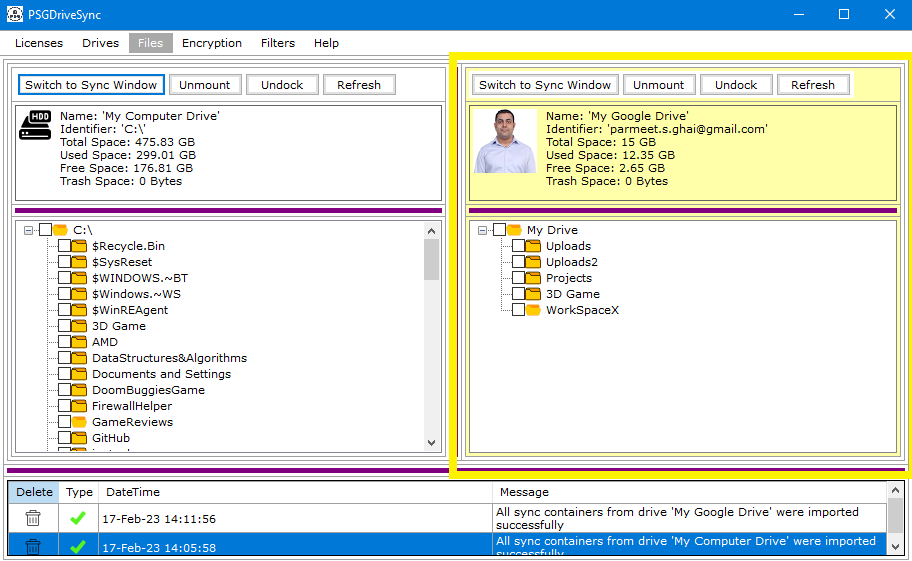 PSGDriveSync
Licenses Drives Files Encryption Filters Help
Switch to Sync Window Unmount Undock Refresh
HDD
Name: 'My Computer Drive'
Identifier: 'C:\'
Total Space: 475.83 GB
Used Space: 299.01 GB
Free Space: 176.81 GB
Trash Space: 0 Bytes
C:\
$Recycle.Bin
$SysReset
$WINDOWS.~BT
$Windows.~WS
$WinREAgent
3D Game
AMD
DataStructures&Algorithms
Documents and Settings
DoomBuggiesGame
FirewallHelper
GameReviews
GitHub
Switch to Sync Window Unmount Undock Refresh
Name: 'My Google Drive'
Identifier: 'parmeet.s.ghai@gmail.com'
Total Space: 15 GB
Used Space: 12.35 GB
Free Space: 2.65 GB
Trash Space: 0 Bytes
My Drive
Uploads
Uploads2
Projects
3D Game
WorkSpaceX
Delete Type DateTime Message
17-Feb-23 14:11:56 All sync containers from drive 'My Google Drive' were imported
successfully
17-Feb-23 14:05:58 All sync containers from drive 'My Computer Drive' were imported
successfully